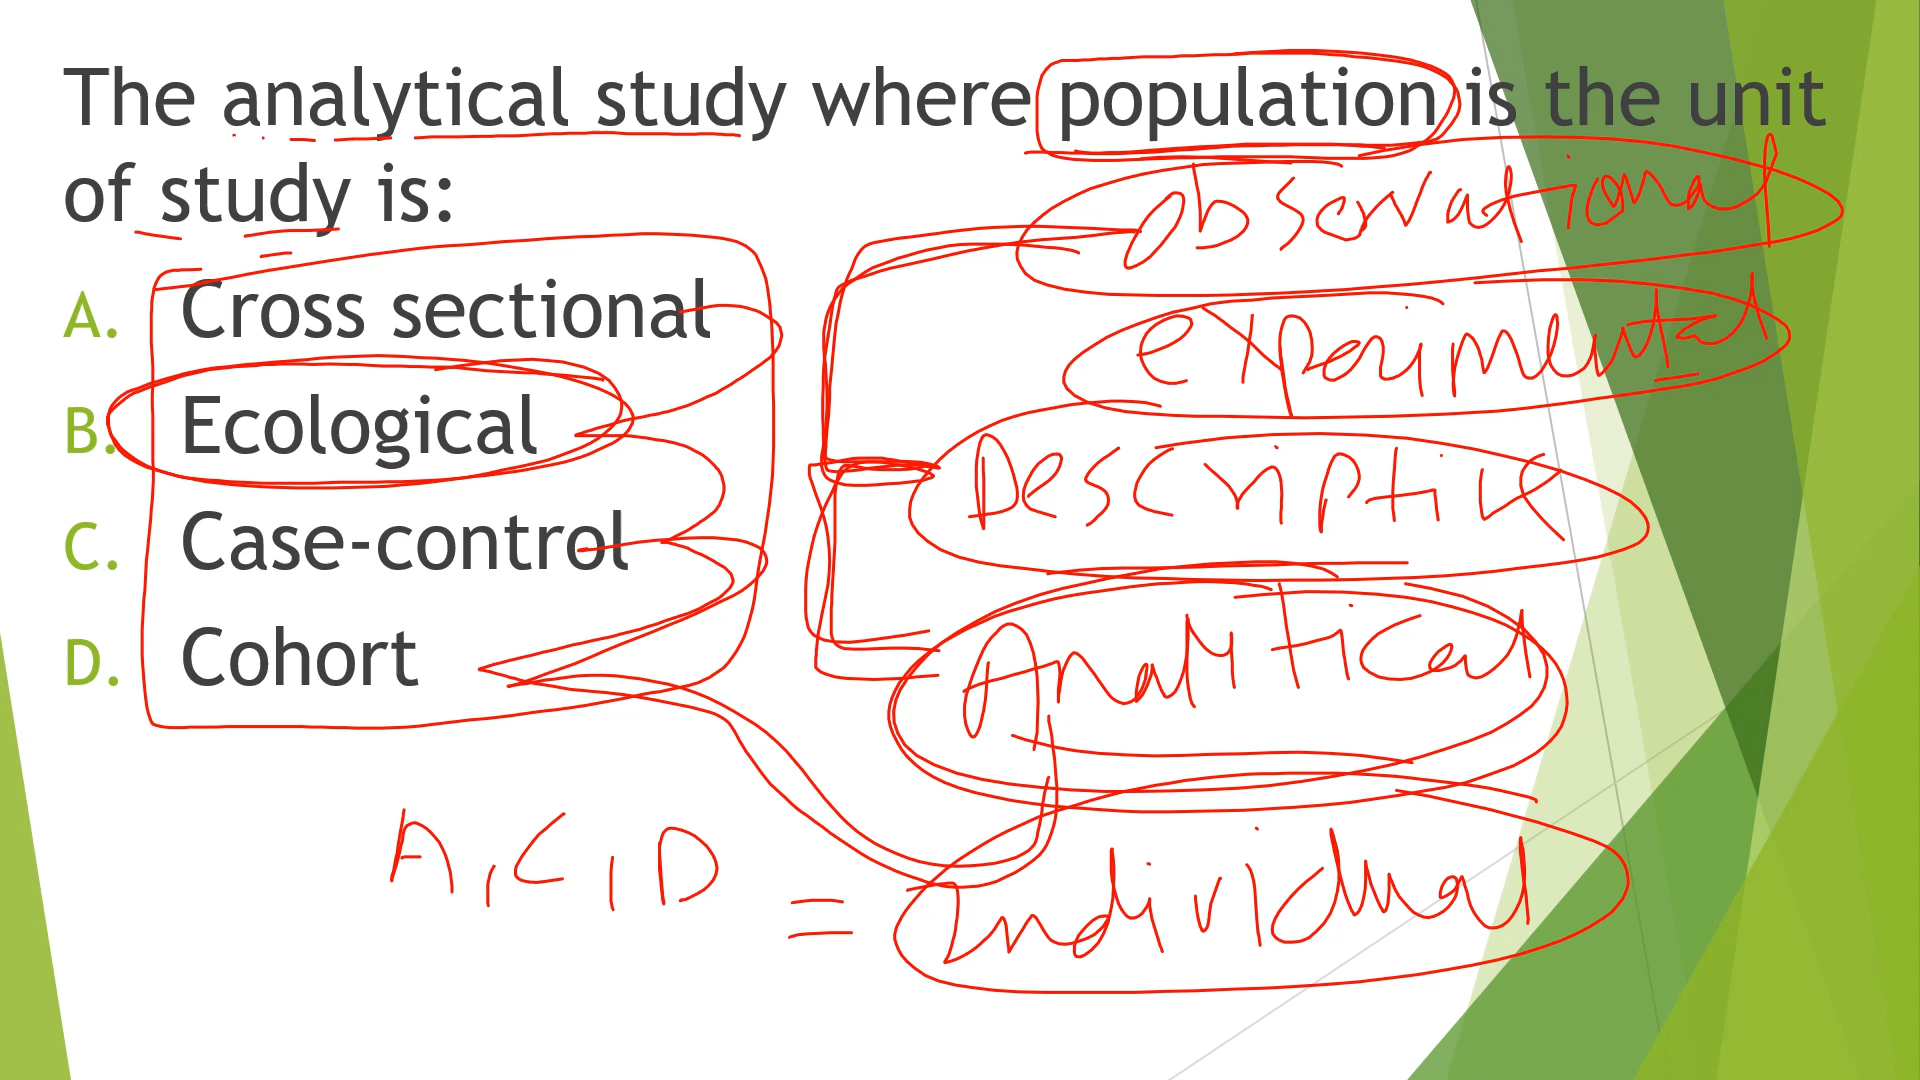 The analytical study where population is the unit
of study is:
A. Cross sectional
B. Ecological
C. Case-control
D. Cohort
Observational
experimental
Descriptive
Analytical
A, C, D = Individual